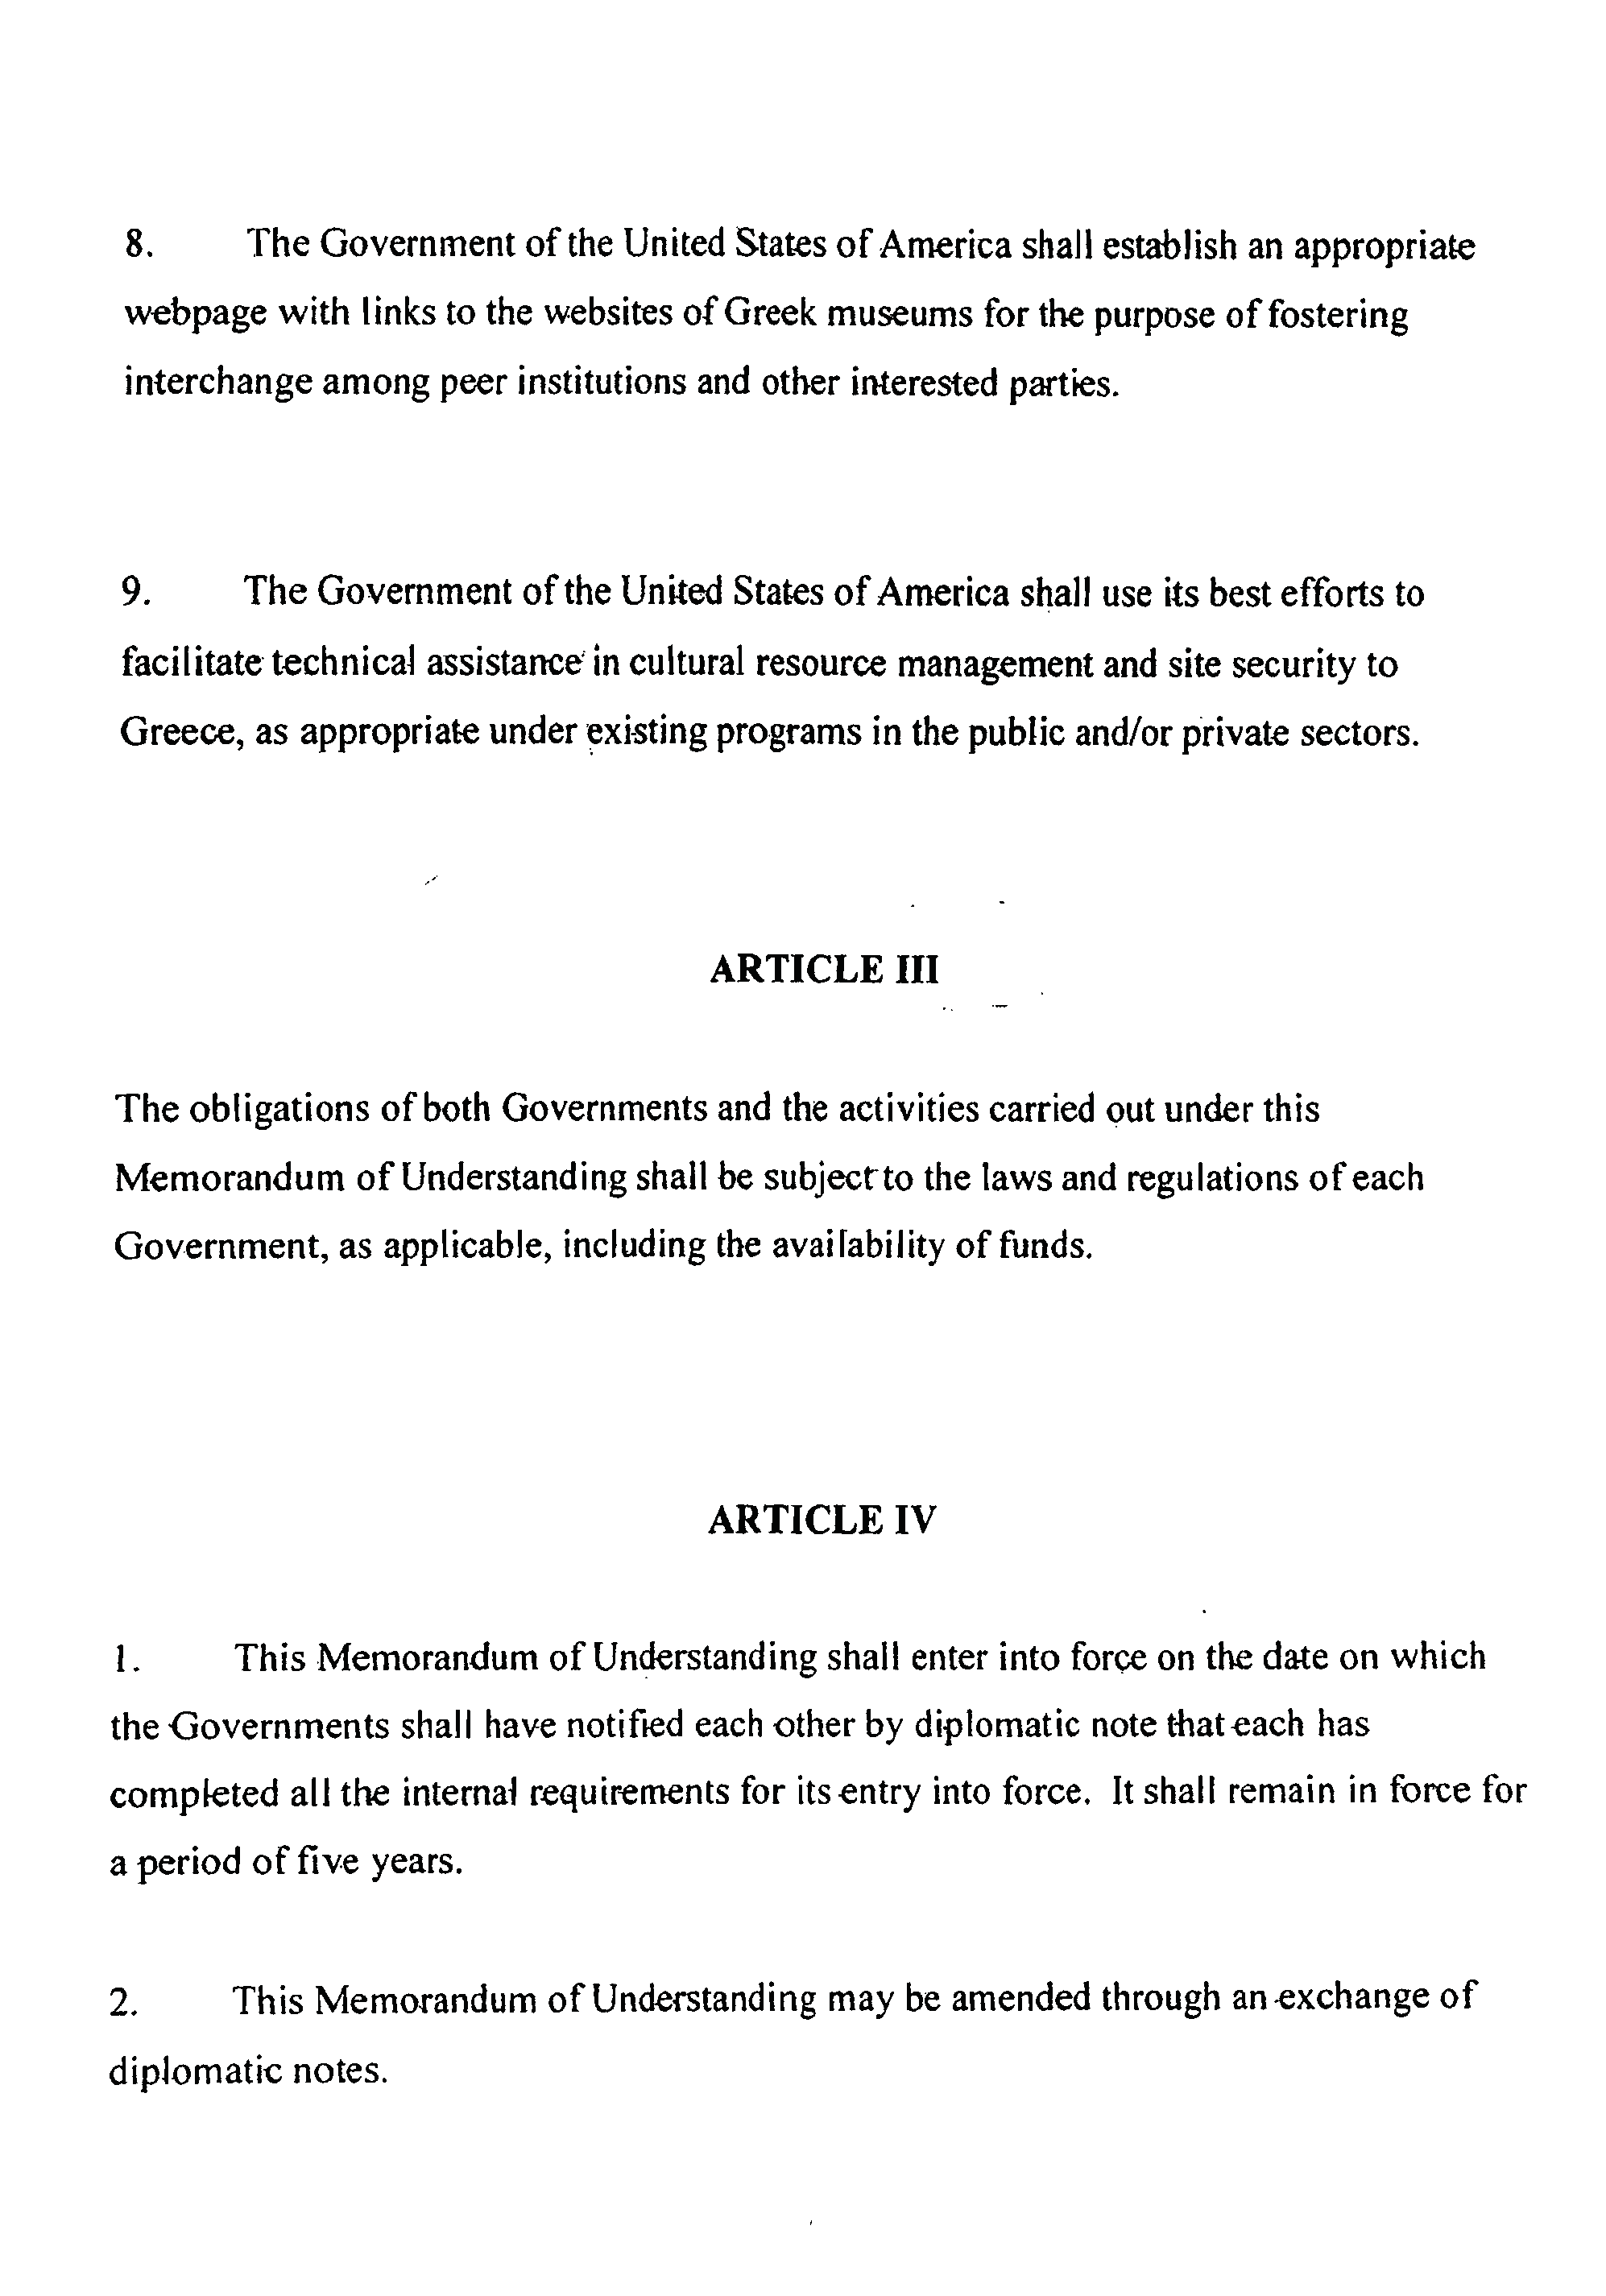 8. The Government of the United States of America shall establish an appropriate
webpage with links to the websites of Greek museums for the purpose of fostering
interchange among peer institutions and other interested parties.
9. The Government of the United States of America shall use its best efforts to
facilitate technical assistance in cultural resource management and site security to
Greece, as appropriate under existing programs in the public and/or private sectors.
ARTICLE III
The obligations of both Governments and the activities carried out under this
Memorandum of Understanding shall be subject to the laws and regulations of each
Government, as applicable, including the availability of funds.
ARTICLE IV
1. This Memorandum of Understanding shall enter into force on the date on which
the Governments shall have notified each other by diplomatic note that each has
completed all the internal requirements for its entry into force. It shall remain in force for
a period of five years.
2. This Memorandum of Understanding may be amended through an exchange of
diplomatic notes.